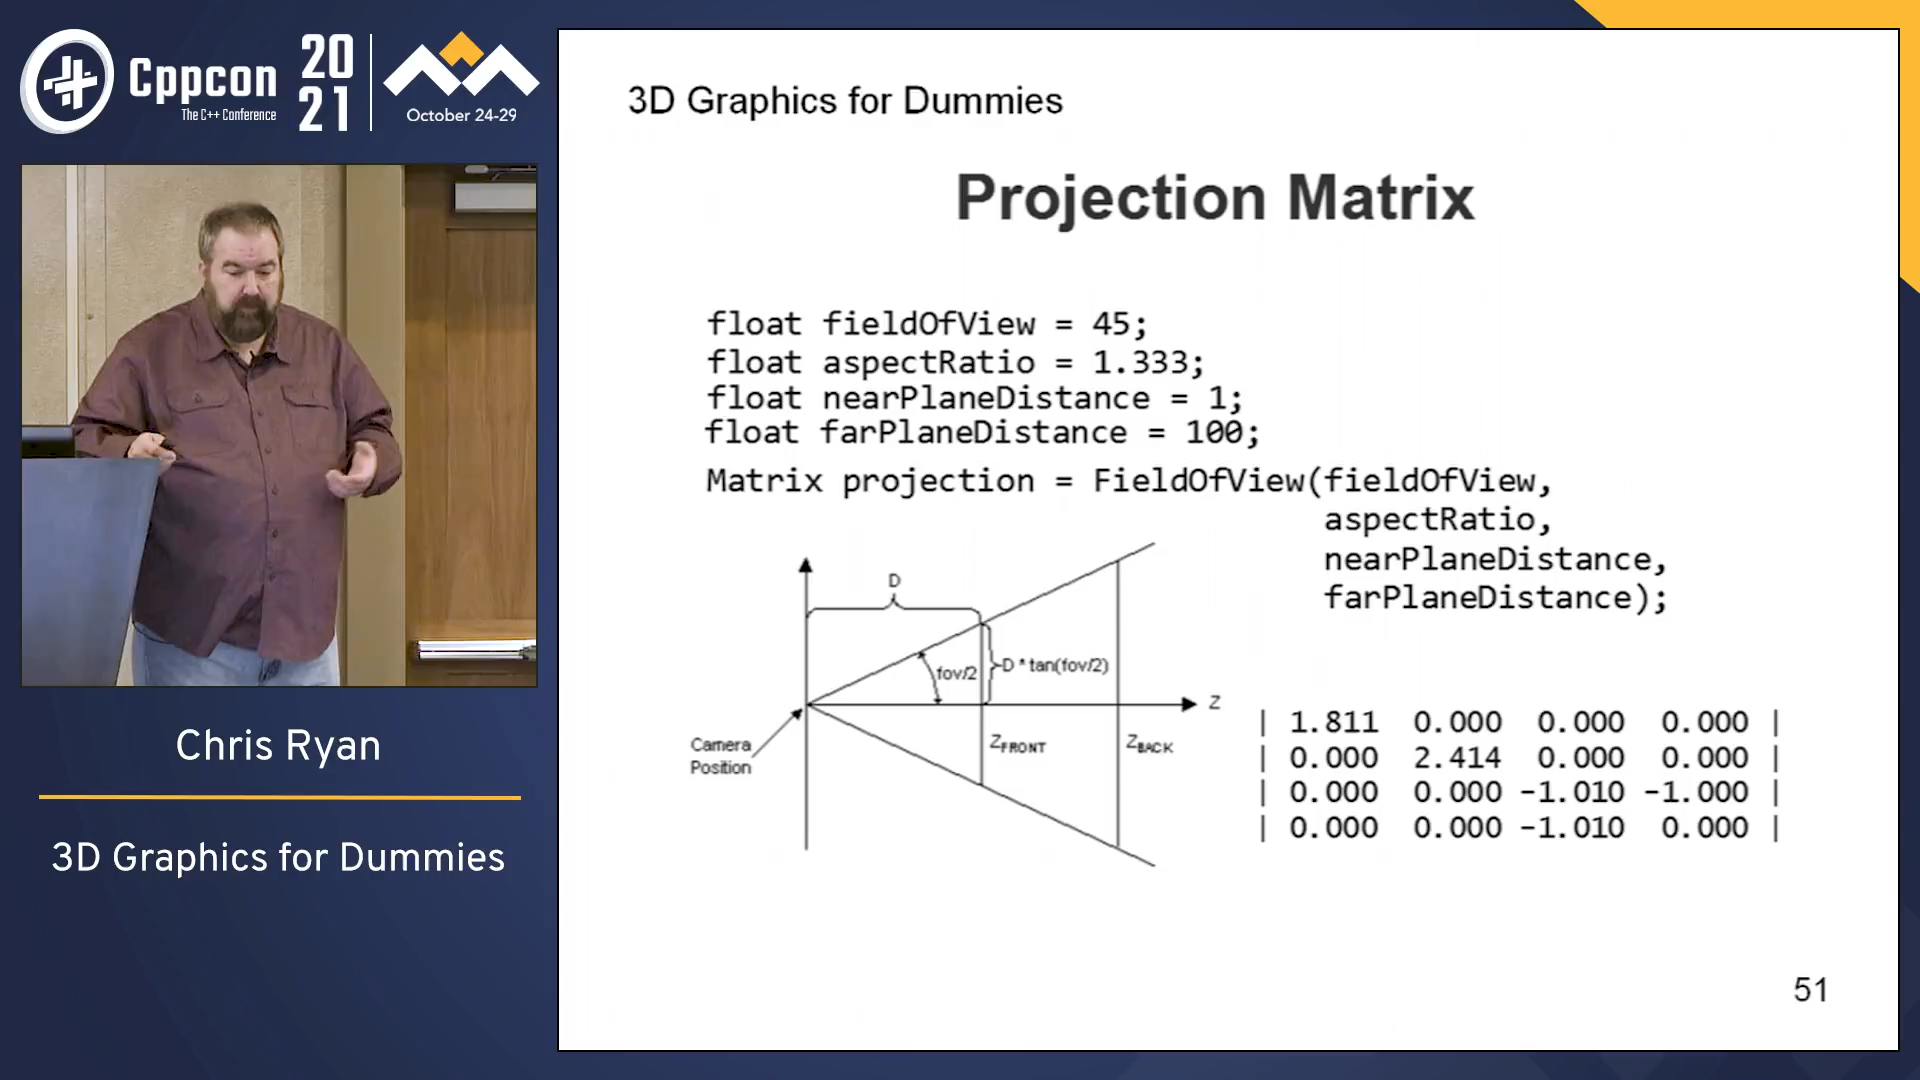 Cppcon
The C++ Conference
20
21
October 24-29
Chris Ryan
3D Graphics for Dummies
3D Graphics for Dummies
Projection Matrix
float fieldOfView = 45;
float aspectRatio = 1.333;
float nearPlaneDistance = 1;
float farPlaneDistance = 100;
Matrix projection = FieldOfView(fieldOfView,
aspectRatio,
nearPlaneDistance,
farPlaneDistance);
D
fov/2
D * tan(fov/2)
Z
Camera
Position
ZFRONT
ZBACK
| 1.811 0.000 0.000 0.000 |
| 0.000 2.414 0.000 0.000 |
| 0.000 0.000 -1.010 -1.000 |
| 0.000 0.000 -1.010 0.000 |
51